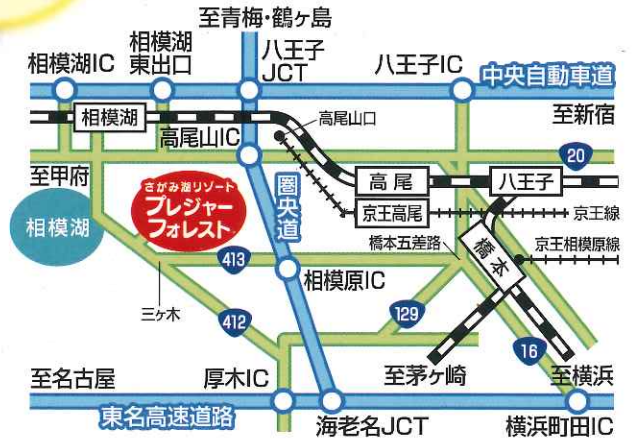 至青梅・鶴ヶ島
相模湖IC
相模湖
東出口
八王子
JCT
八王子IC
中央自動車道
相模湖
高尾山IC
高尾山口
至新宿
20
至甲府
相模湖
さがみ湖リゾート
プレジャー
フォレスト
圏央道
高尾
八王子
京王高尾
京王線
橋本五差路
橋本
京王相模原線
413
相模原IC
三ヶ木
412
129
16
至名古屋
厚木IC
至茅ヶ崎
至横浜
東名高速道路
海老名JCT
横浜町田IC